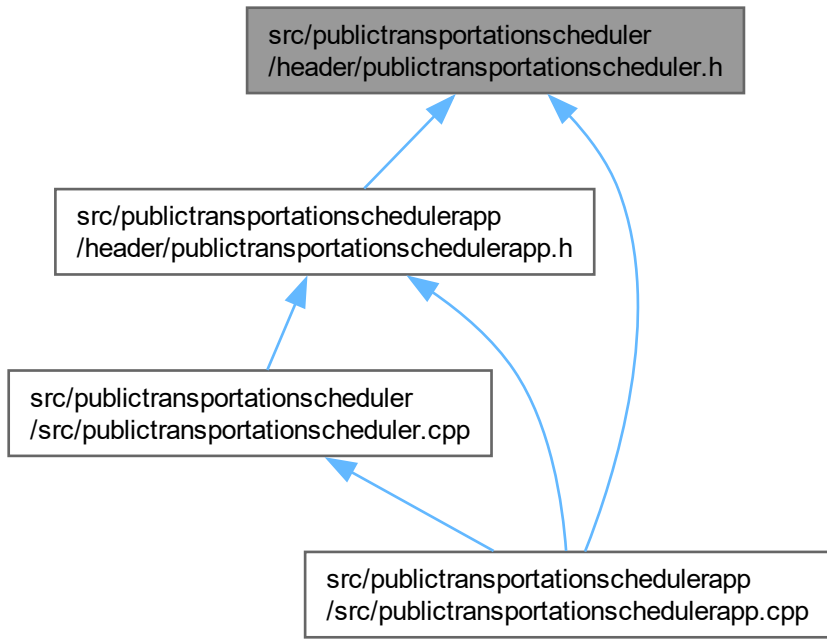 src/publictransportationscheduler
/header/publictransportationscheduler.h
src/publictransportationschedulerapp
/header/publictransportationschedulerapp.h
src/publictransportationscheduler
/src/publictransportationscheduler.cpp
src/publictransportationschedulerapp
/src/publictransportationschedulerapp.cpp